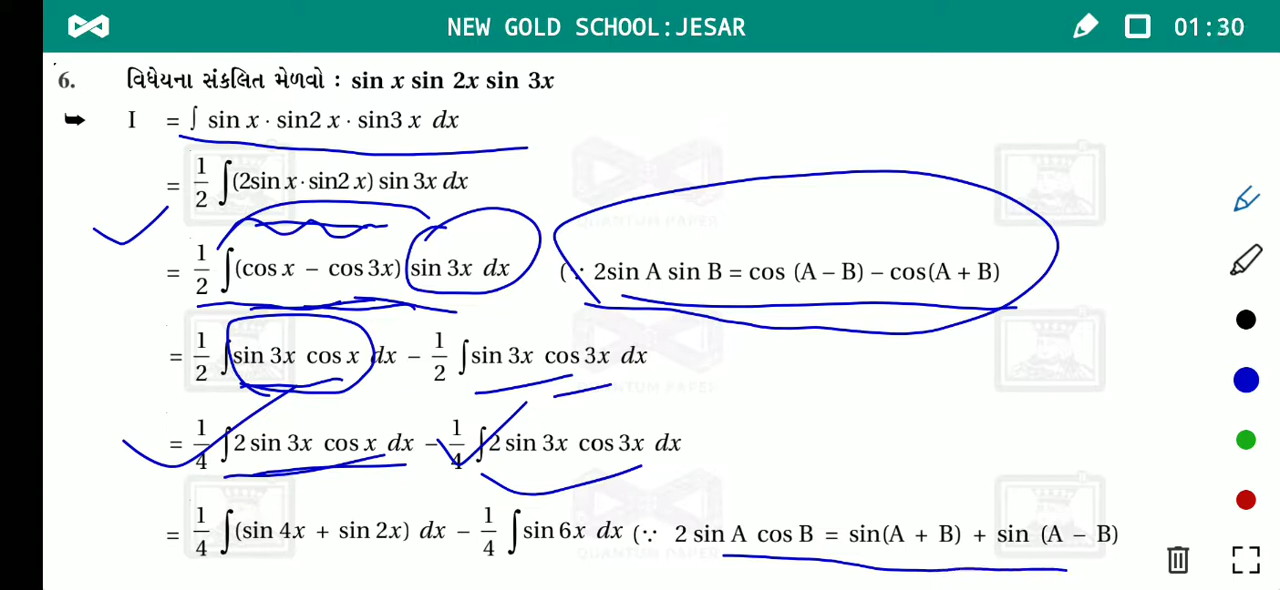 NEW GOLD SCHOOL:JESAR 01:30
6. વિધેયના સંકલિત મેળવો : sin x sin 2x sin 3x
➥ I = ∫ sin x · sin2 x · sin3 x dx
= 1/2 ∫(2sin x · sin2 x) sin 3x dx
= 1/2 ∫(cos x − cos 3x) sin 3x dx (∵ 2sin A sin B = cos (A − B) − cos(A + B)
= 1/2 ∫sin 3x cos x dx − 1/2 ∫sin 3x cos 3x dx
= 1/4 ∫2 sin 3x cos x dx − 1/4 ∫2 sin 3x cos 3x dx
= 1/4 ∫(sin 4x + sin 2x) dx − 1/4 ∫sin 6x dx (∵ 2 sin A cos B = sin(A + B) + sin (A − B)
QUANTUM PAPER